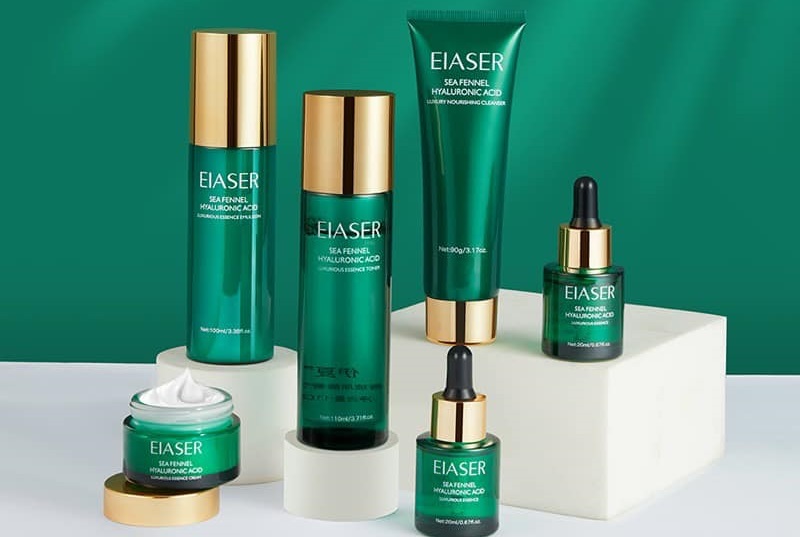 EIASER
SEA FENNEL
HYALURONIC ACID
LUXURIOUS ESSENCE EMULSION
Net:100ml/3.38fl.oz.
EIASER
SEA FENNEL
HYALURONIC ACID
LUXURIOUS ESSENCE TONER
Net:110ml/3.71fl.oz.
EIASER
SEA FENNEL
HYALURONIC ACID
LUXURY NOURISHING CLEANSER
Net:90g/3.17oz.
EIASER
SEA FENNEL
HYALURONIC ACID
LUXURIOUS ESSENCE
Net:20ml/0.67fl.oz
EIASER
SEA FENNEL
HYALURONIC ACID
LUXURIOUS ESSENCE CREAM
EIASER
SEA FENNEL
HYALURONIC ACID
LUXURIOUS ESSENCE
Net:20ml/0.67fl.oz.